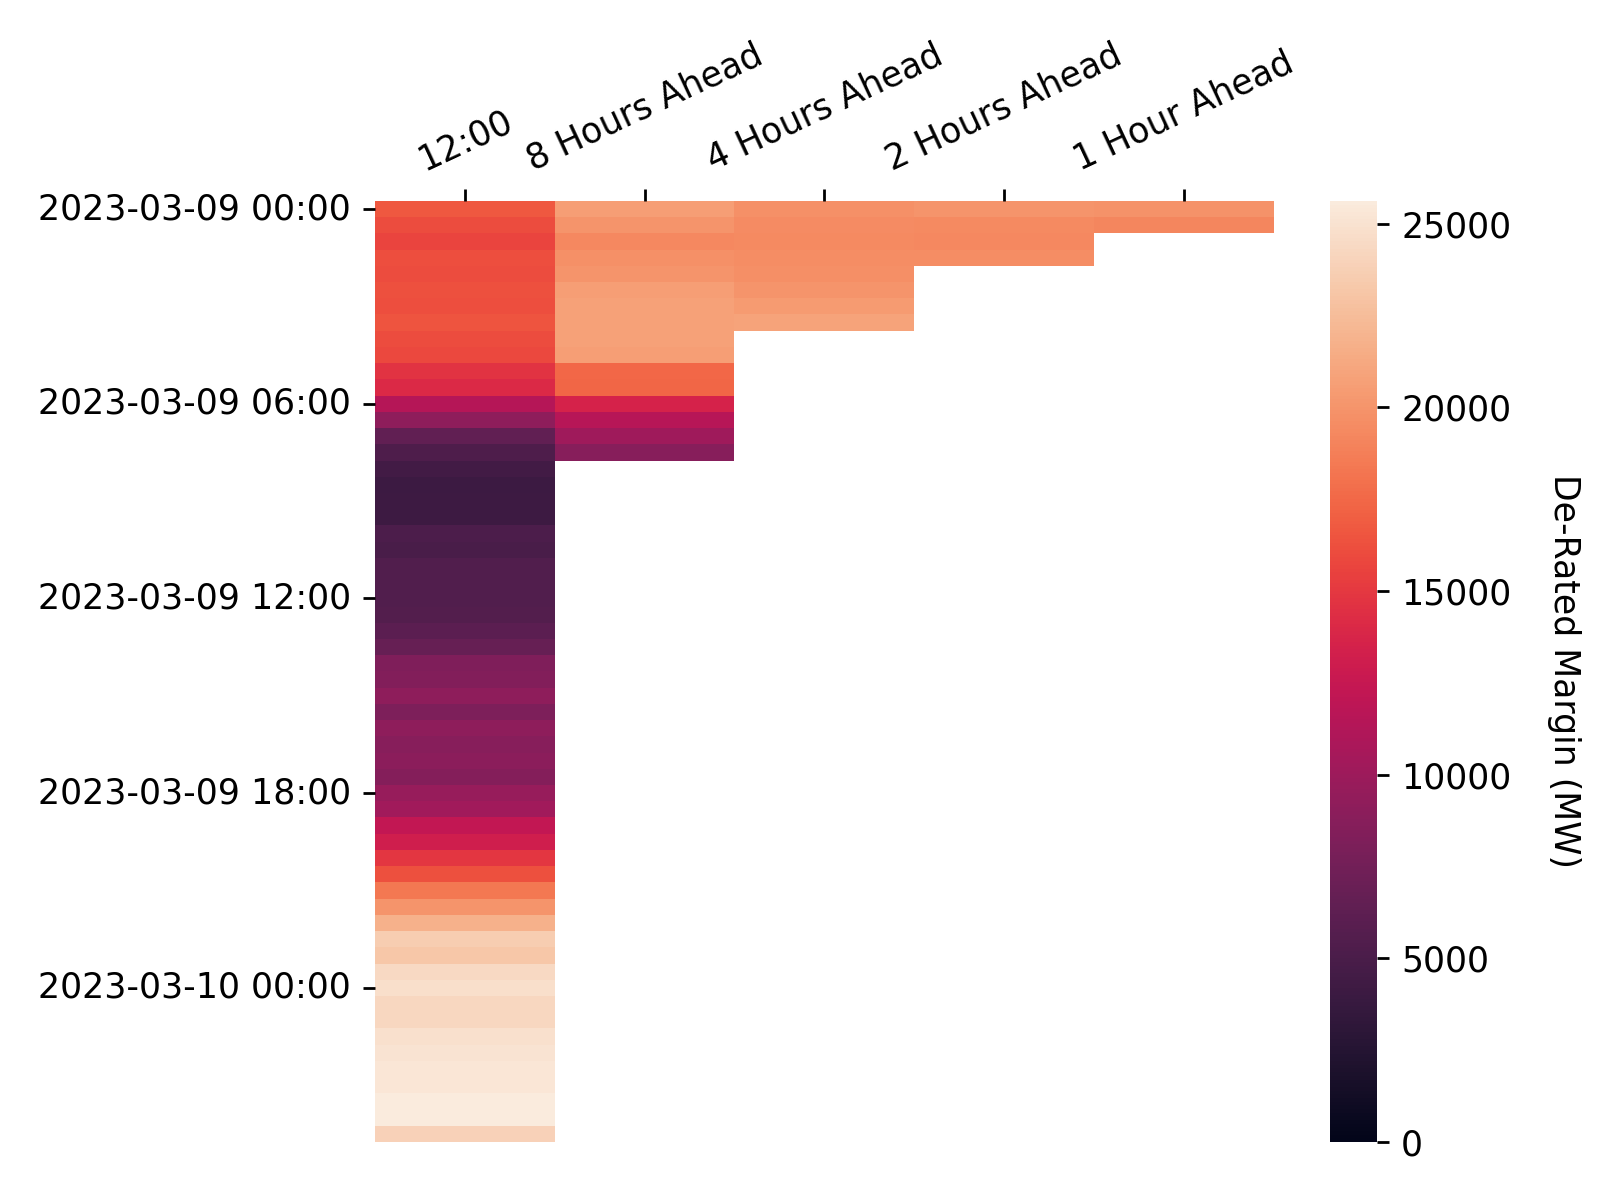 12:00
8 Hours Ahead
4 Hours Ahead
2 Hours Ahead
1 Hour Ahead
2023-03-09 00:00
2023-03-09 06:00
2023-03-09 12:00
2023-03-09 18:00
2023-03-10 00:00
25000
20000
15000
10000
5000
0
De-Rated Margin (MW)